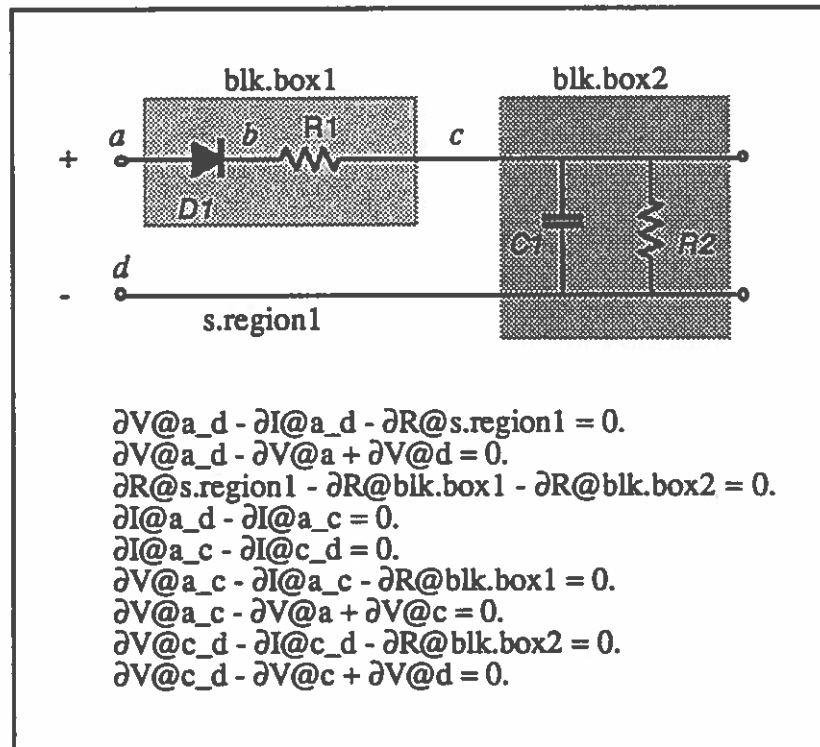 blk.box1 blk.box2
a b R1 c
+
D1 C1 R2
d
-
s.region1
∂V@a_d - ∂I@a_d - ∂R@s.region1 = 0.
∂V@a_d - ∂V@a + ∂V@d = 0.
∂R@s.region1 - ∂R@blk.box1 - ∂R@blk.box2 = 0.
∂I@a_d - ∂I@a_c = 0.
∂I@a_c - ∂I@c_d = 0.
∂V@a_c - ∂I@a_c - ∂R@blk.box1 = 0.
∂V@a_c - ∂V@a + ∂V@c = 0.
∂V@c_d - ∂I@c_d - ∂R@blk.box2 = 0.
∂V@c_d - ∂V@c + ∂V@d = 0.